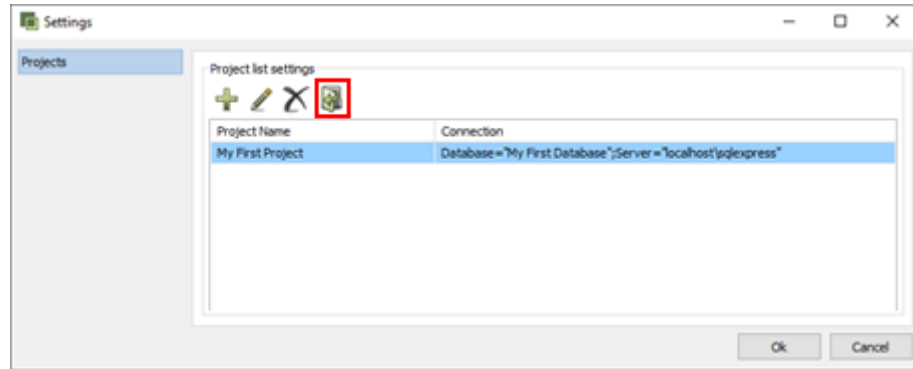 Settings
Projects
Project list settings
Project Name Connection
My First Project Database="My First Database";Server="localhost\sqlexpress"
Ok Cancel